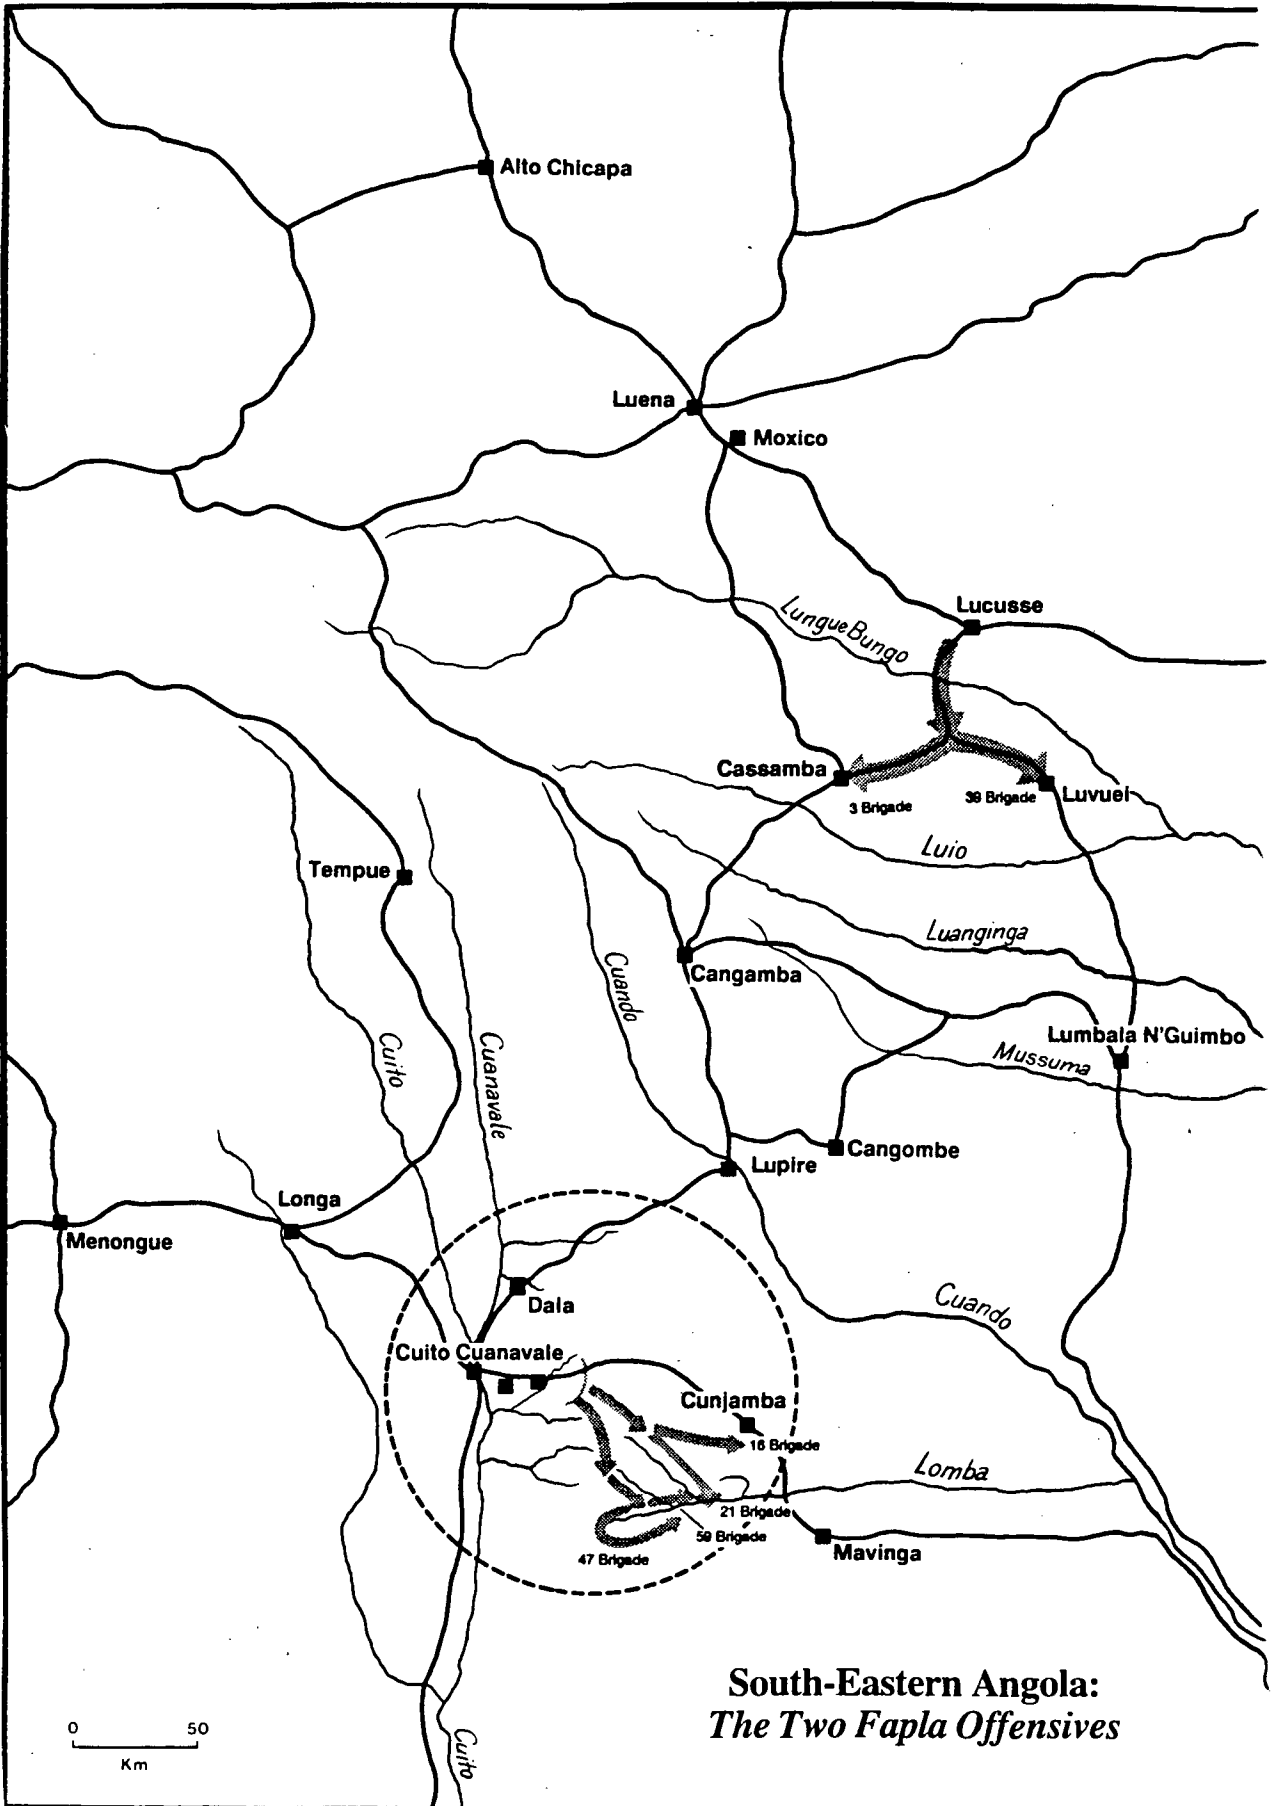 Alto Chicapa
Luena
Moxico
Lucusse
Lungue Bungo
Cassamba
3 Brigade
39 Brigade
Luvuei
Luio
Tempue
Luanginga
Cangamba
Cuando
Lumbala N'Guimbo
Mussuma
Cuito
Cuanavale
Cangombe
Lupire
Longa
Menongue
Dala
Cuando
Cuito Cuanavale
Cunjamba
16 Brigade
Lomba
21 Brigade
59 Brigade
47 Brigade
Mavinga
South-Eastern Angola:
The Two Fapla Offensives
0 50
Km
Cuito